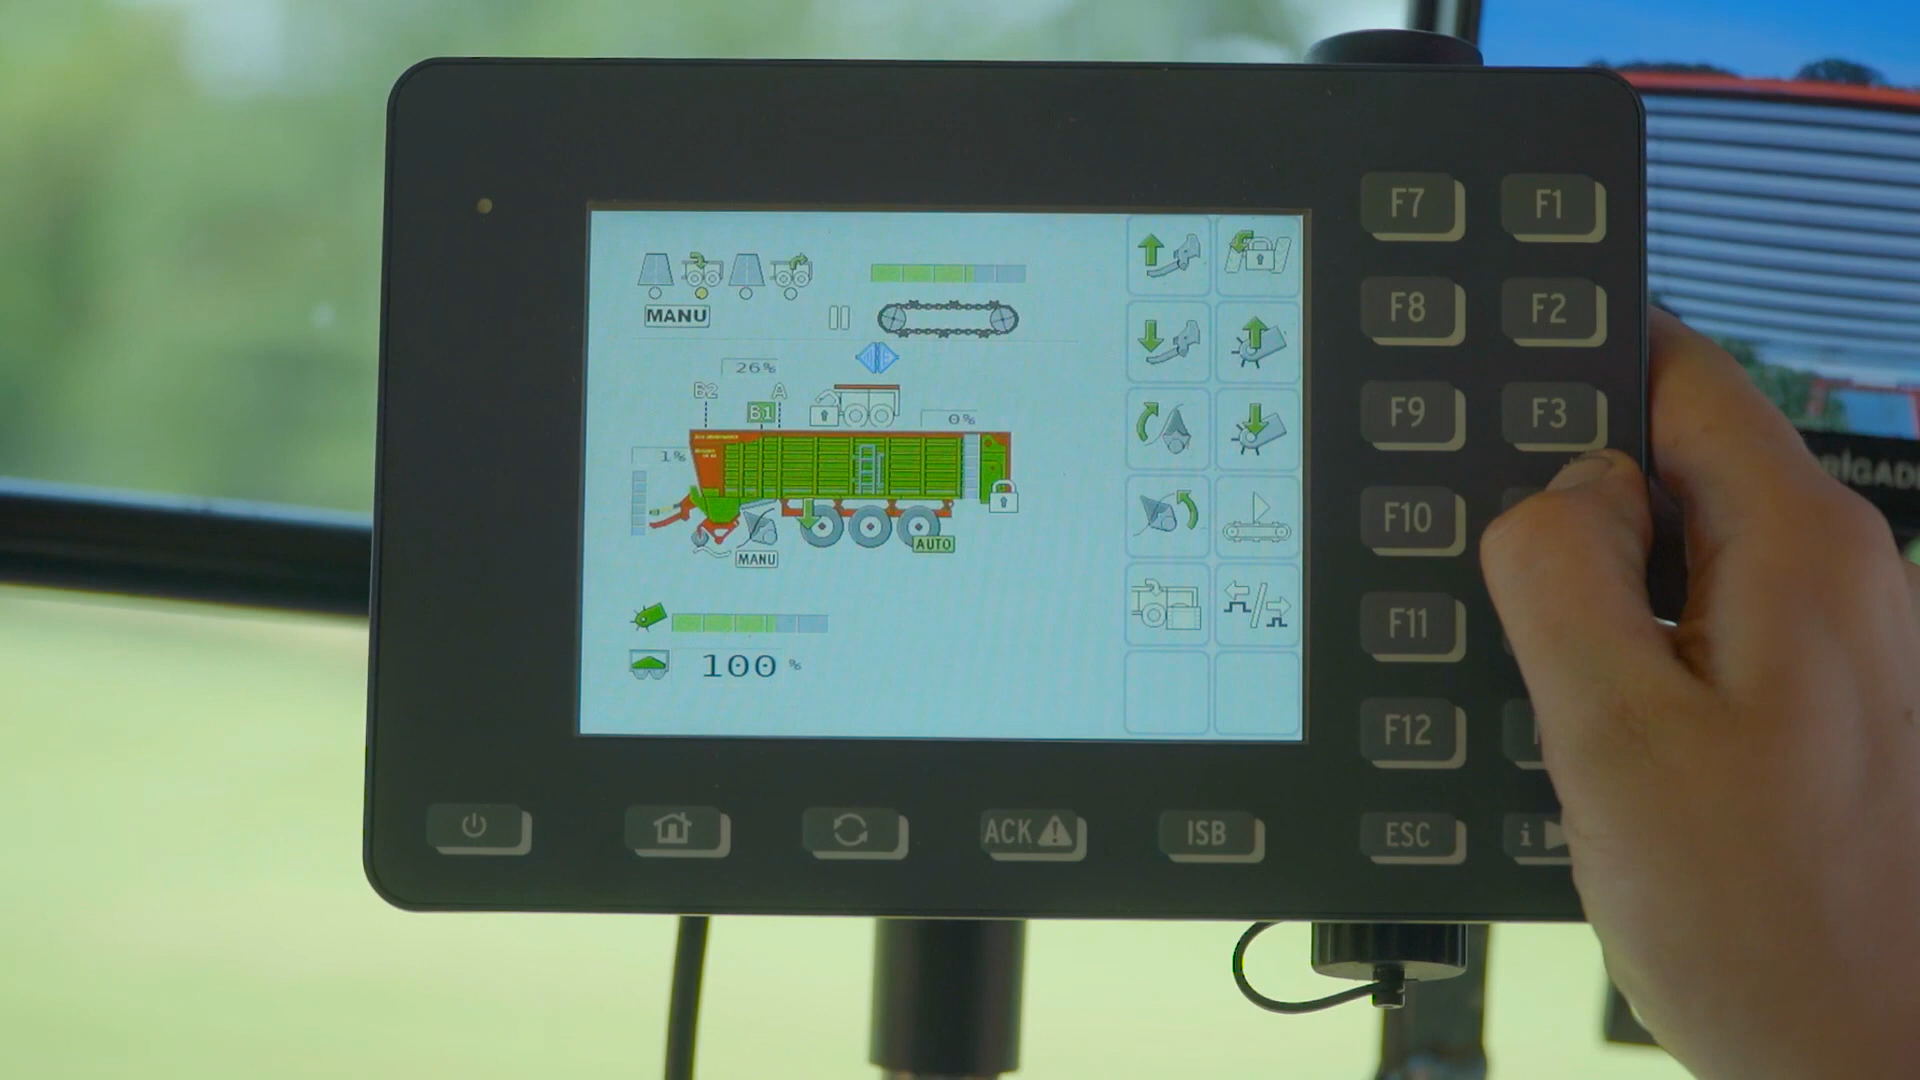 MANU
26%
B2
A
B1
0%
1%
AUTO
MANU
100 %
F7
F1
F8
F2
F9
F3
F10
F11
F12
ACK
ISB
ESC
i
RIGADE